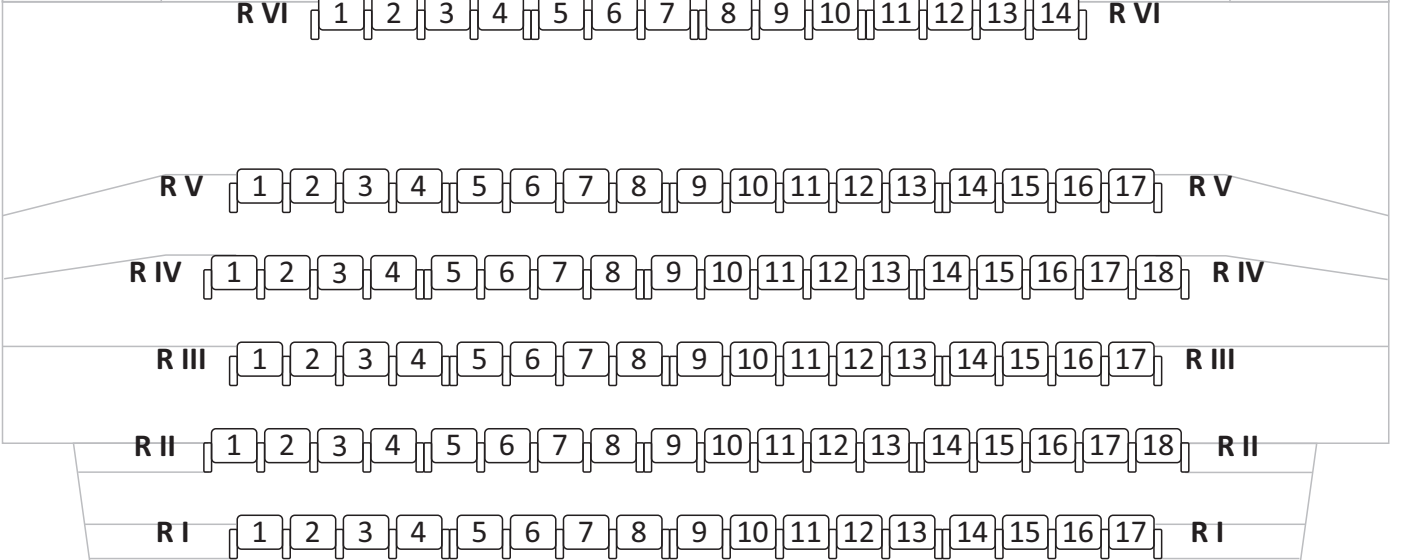 R VI 1 2 3 4 5 6 7 8 9 10 11 12 13 14 R VI
R V 1 2 3 4 5 6 7 8 9 10 11 12 13 14 15 16 17 R V
R IV 1 2 3 4 5 6 7 8 9 10 11 12 13 14 15 16 17 18 R IV
R III 1 2 3 4 5 6 7 8 9 10 11 12 13 14 15 16 17 R III
R II 1 2 3 4 5 6 7 8 9 10 11 12 13 14 15 16 17 18 R II
R I 1 2 3 4 5 6 7 8 9 10 11 12 13 14 15 16 17 R I